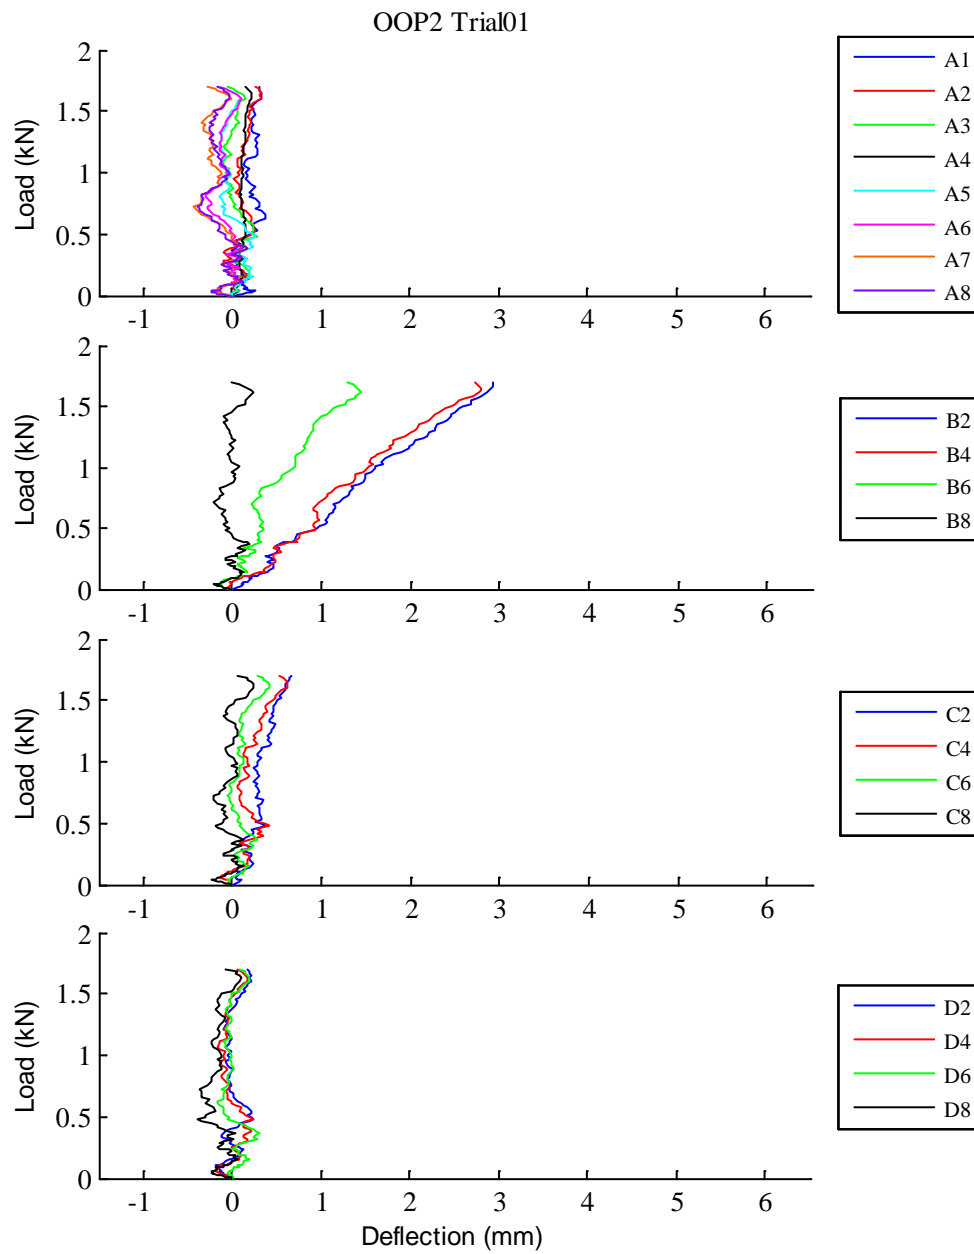 OOP2 Trial01
2
1.5
1
0.5
0
Load (kN)
-1 0 1 2 3 4 5 6
A1
A2
A3
A4
A5
A6
A7
A8
2
1.5
1
0.5
0
Load (kN)
-1 0 1 2 3 4 5 6
B2
B4
B6
B8
2
1.5
1
0.5
0
Load (kN)
-1 0 1 2 3 4 5 6
C2
C4
C6
C8
2
1.5
1
0.5
0
Load (kN)
-1 0 1 2 3 4 5 6
D2
D4
D6
D8
Deflection (mm)